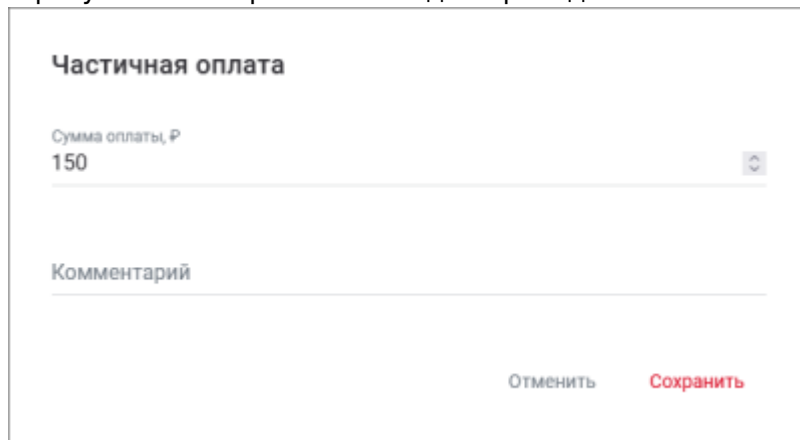 Частичная оплата
Сумма оплаты, ₽
150
Комментарий
Отменить Сохранить